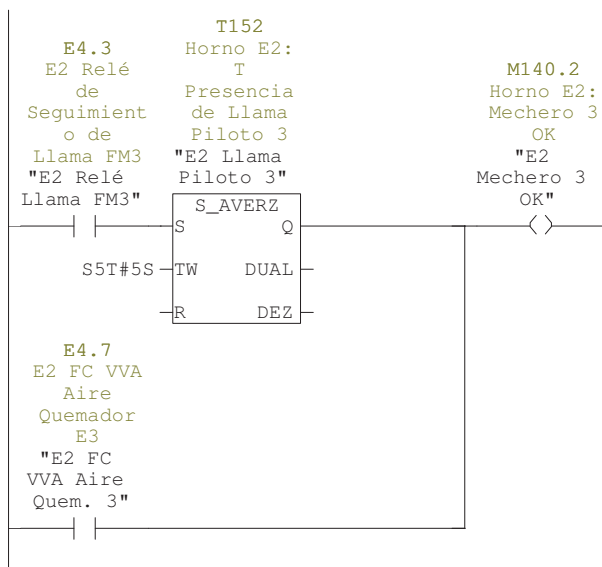 T152
Horno E2:
T
Presencia
de Llama
Piloto 3
"E2 Llama
Piloto 3"
E4.3
E2 Relé
de
Seguimient
o de
Llama FM3
"E2 Relé
Llama FM3"
M140.2
Horno E2:
Mechero 3
OK
"E2
Mechero 3
OK"
S_AVERZ
S Q
S5T#5S TW DUAL
R DEZ
E4.7
E2 FC VVA
Aire
Quemador
E3
"E2 FC
VVA Aire
Quem. 3"